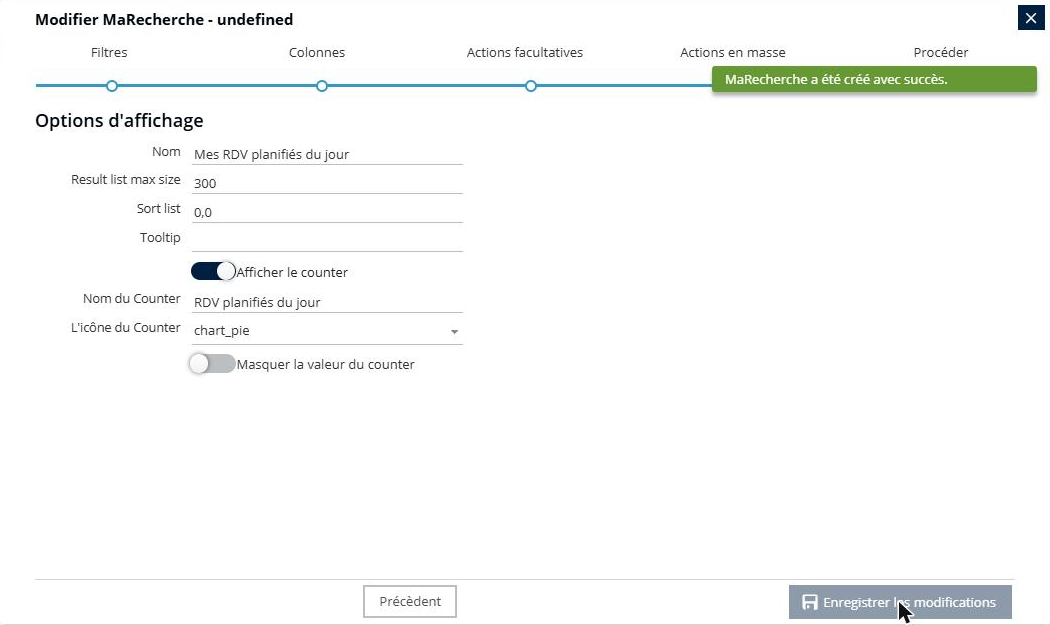 Modifier MaRecherche - undefined
Filtres Colonnes Actions facultatives Actions en masse Procéder
MaRecherche a été créé avec succès.
Options d'affichage
Nom Mes RDV planifiés du jour
Result list max size 300
Sort list 0,0
Tooltip
Afficher le counter
Nom du Counter RDV planifiés du jour
L'icône du Counter chart_pie
Masquer la valeur du counter
Précèdent Enregistrer les modifications